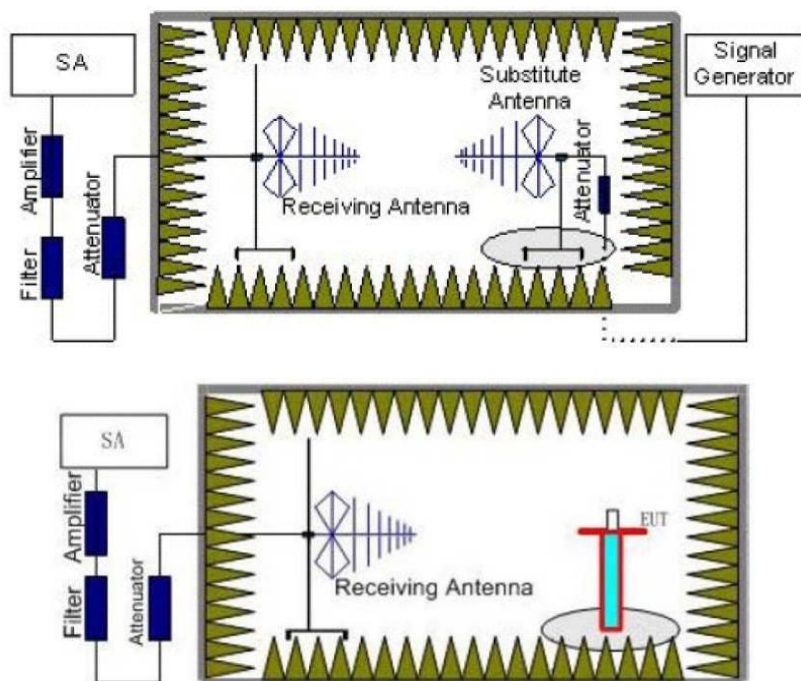 SA
Signal
Generator
Substitute
Antenna
Amplifier
Attenuator
Receiving Antenna
Attenuator
Filter
SA
EUT
Amplifier
Receiving Antenna
Filter
Attenuator